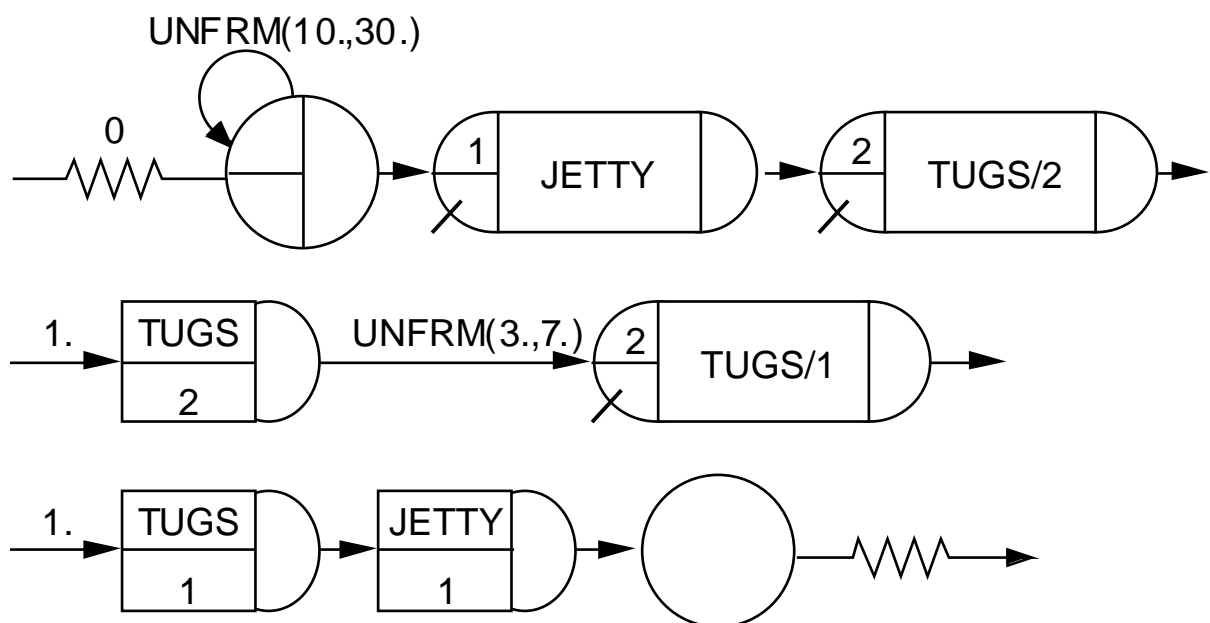 UNFRM(10.,30.)
0
1 JETTY 2 TUGS/2
1. TUGS UNFRM(3.,7.) 2 TUGS/1
2
1. TUGS JETTY
1 1